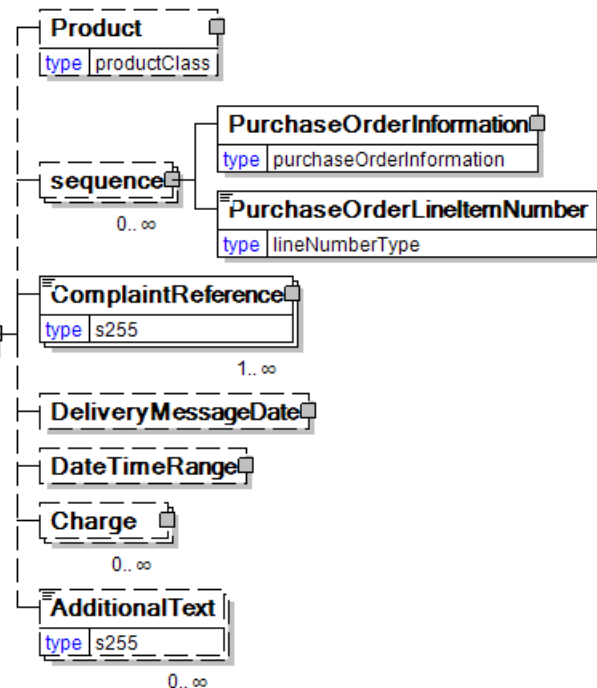 Product
type productClass
PurchaseOrderInformation
type purchaseOrderInformation
sequence
0.. ∞
PurchaseOrderLineItemNumber
type lineNumberType
ComplaintReference
type s255
1.. ∞
DeliveryMessageDate
DateTimeRange
Charge
0.. ∞
AdditionalText
type s255
0.. ∞